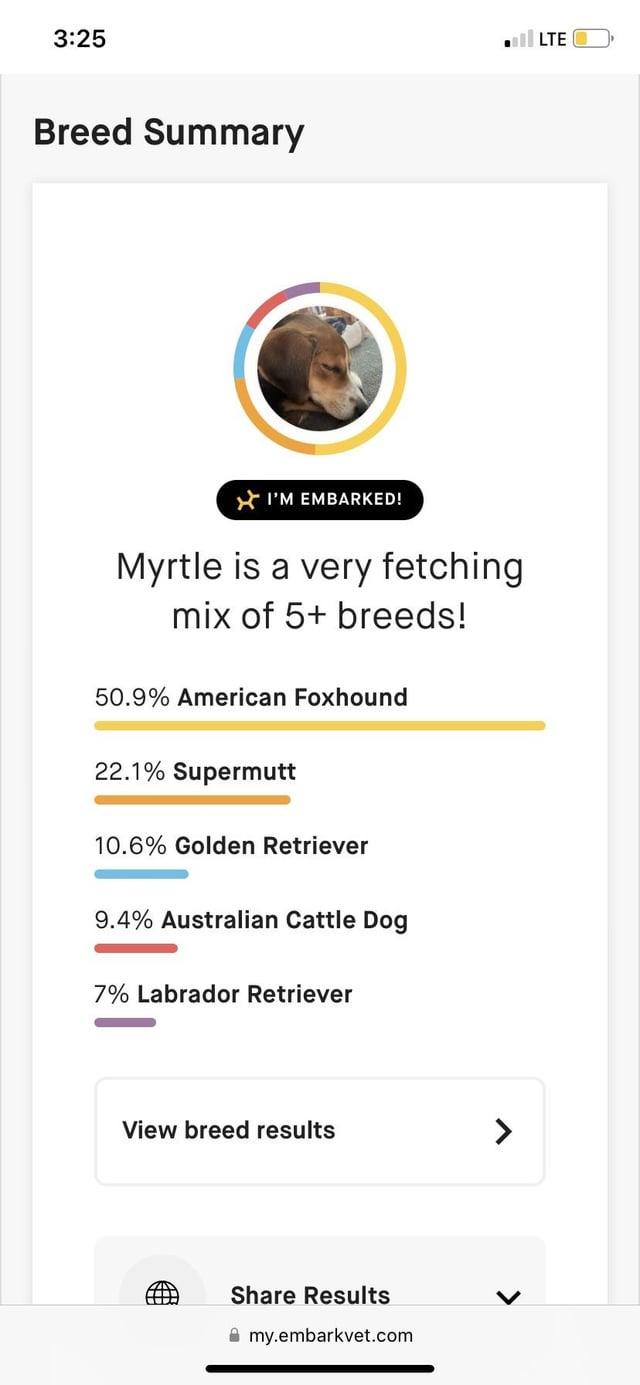 3:25
LTE
Breed Summary
I'M EMBARKED!
Myrtle is a very fetching
mix of 5+ breeds!
50.9% American Foxhound
22.1% Supermutt
10.6% Golden Retriever
9.4% Australian Cattle Dog
7% Labrador Retriever
View breed results
Share Results
my.embarkvet.com